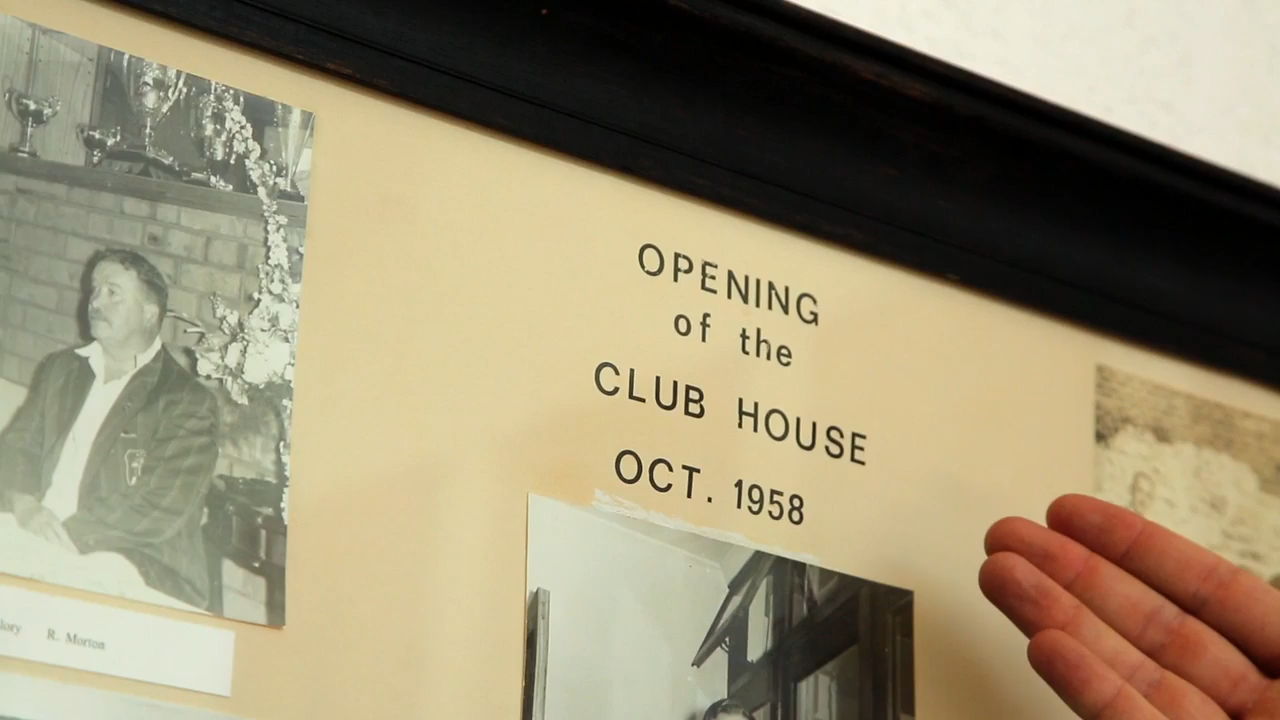 OPENING
of the
CLUB HOUSE
OCT. 1958
R. Morton